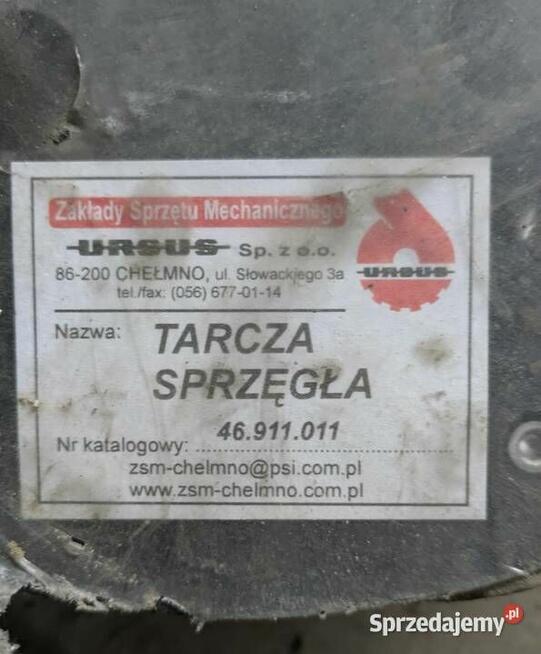 Zakłady Sprzętu Mechanicznego
URSUS Sp. z o.o.
86-200 CHEŁMNO, ul. Słowackiego 3a
tel./fax: (056) 677-01-14
URSUS
Nazwa: TARCZA
SPRZĘGŁA
Nr katalogowy: 46.911.011
zsm-chelmno@psi.com.pl
www.zsm-chelmno.com.pl
Sprzedajemy.pl